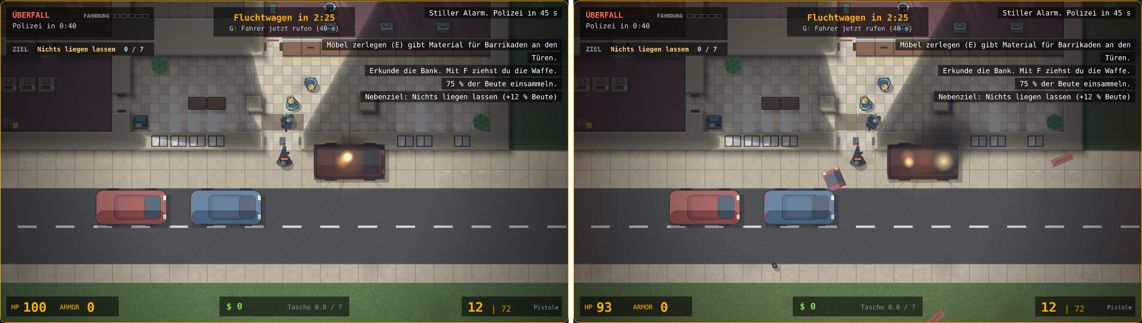 ÜBERFALL
FAHNDUNG
Polizei in 0:40
ZIEL Nichts liegen lassen 0 / 7
Fluchtwagen in 2:25
G: Fahrer jetzt rufen (40 s)
Stiller Alarm. Polizei in 45 s
Möbel zerlegen (E) gibt Material für Barrikaden an den
Türen.
Erkunde die Bank. Mit F ziehst du die Waffe.
75 % der Beute einsammeln.
Nebenziel: Nichts liegen lassen (+12 % Beute)
HP 100 ARMOR 0
$ 0 Tasche 0.0 / 7
12 | 72 Pistole
ÜBERFALL
FAHNDUNG
Polizei in 0:40
ZIEL Nichts liegen lassen 0 / 7
Fluchtwagen in 2:25
G: Fahrer jetzt rufen (40 s)
Stiller Alarm. Polizei in 45 s
Möbel zerlegen (E) gibt Material für Barrikaden an den
Türen.
Erkunde die Bank. Mit F ziehst du die Waffe.
75 % der Beute einsammeln.
Nebenziel: Nichts liegen lassen (+12 % Beute)
HP 93 ARMOR 0
$ 0 Tasche 0.0 / 7
12 | 72 Pistole